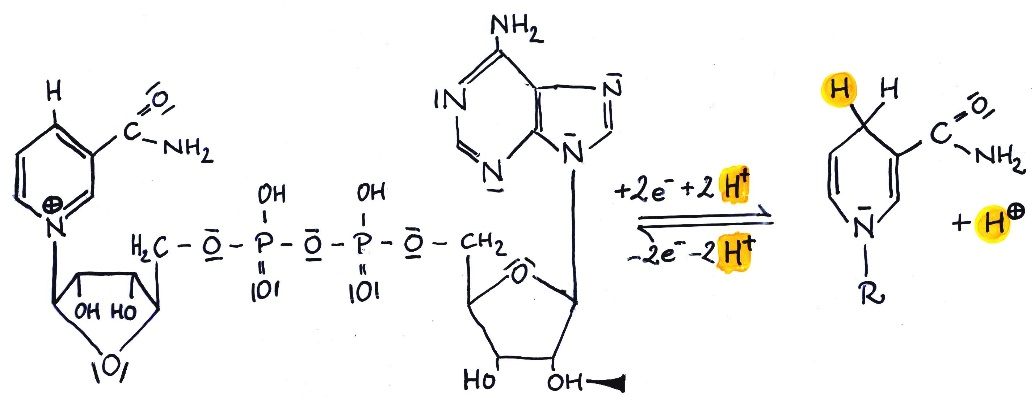 NH₂
H
H H
C O
N N
C O
NH₂
N N
NH₂
OH OH
+2e⁻ + 2 H⁺
N⊕
H₂C – O – P – O – P – O – CH₂
-2e⁻ - 2 H⁺
N
+ H⊕
O O
O
OH HO
R
O
HO OH